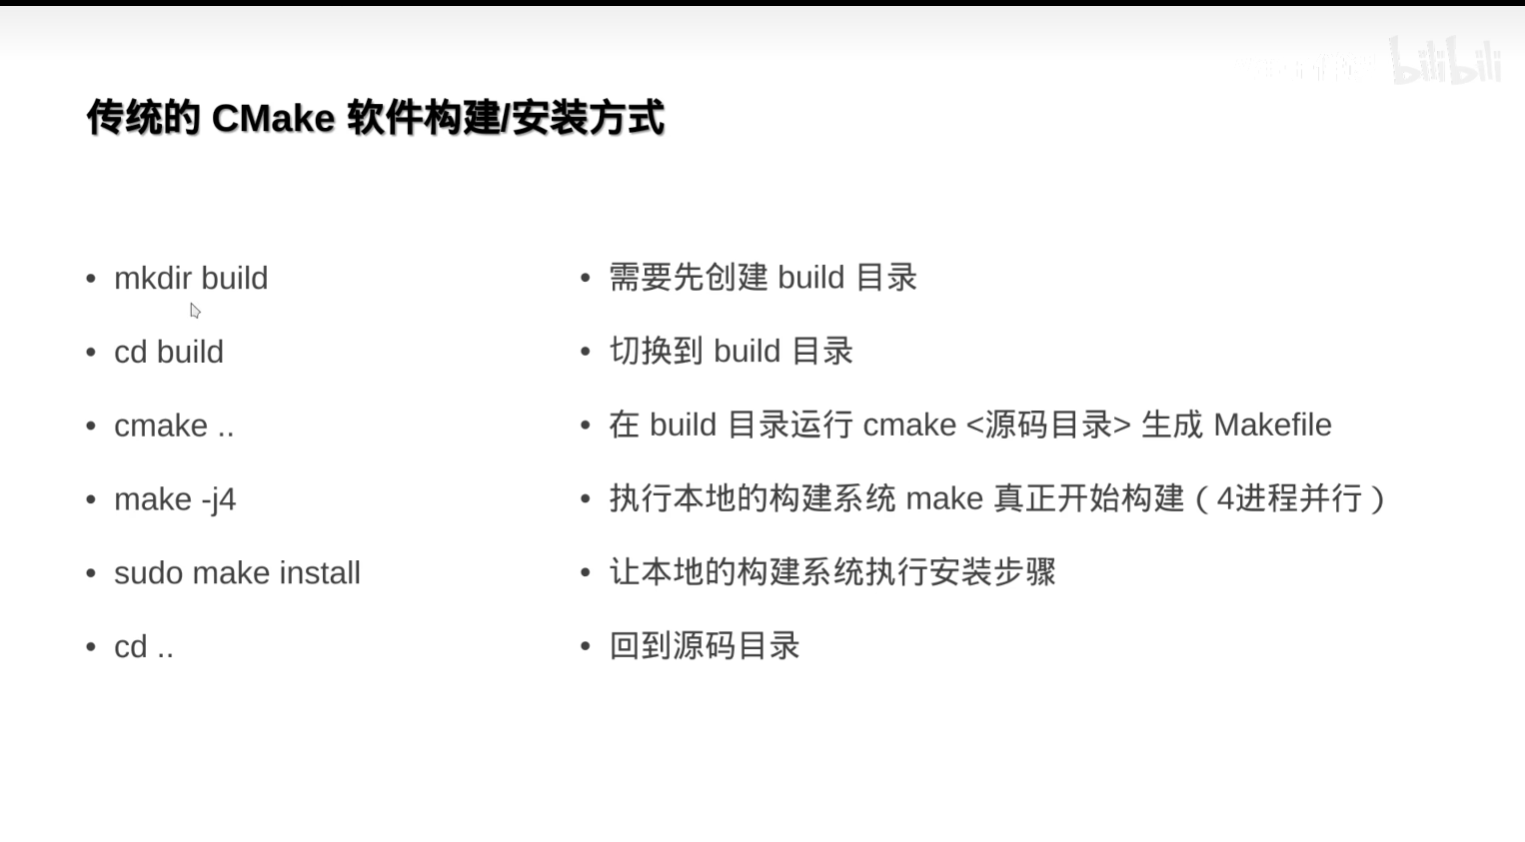 bilibili
传统的 CMake 软件构建/安装方式
• mkdir build
• cd build
• cmake ..
• make -j4
• sudo make install
• cd ..
• 需要先创建 build 目录
• 切换到 build 目录
• 在 build 目录运行 cmake <源码目录> 生成 Makefile
• 执行本地的构建系统 make 真正开始构建（4进程并行）
• 让本地的构建系统执行安装步骤
• 回到源码目录